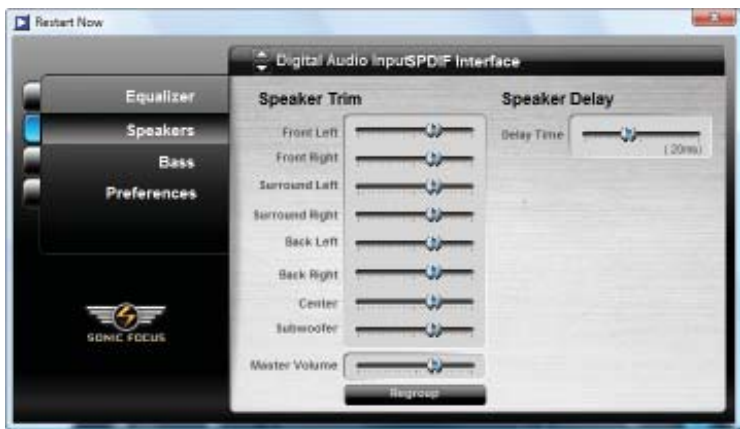 Restart Now
Digital Audio InputSPDIF Interface
Equalizer
Speakers
Bass
Preferences
SONIC FOCUS
Speaker Trim
Front Left
Front Right
Surround Left
Surround Right
Back Left
Back Right
Center
Subwoofer
Master Volume
Regroup
Speaker Delay
Delay Time
( 20ms)